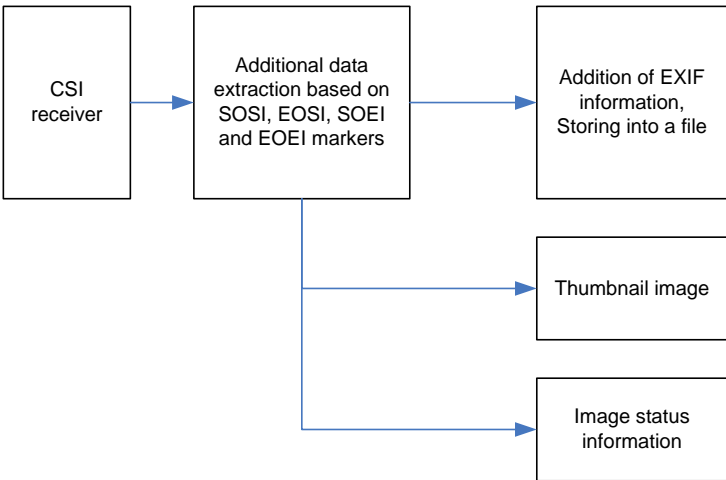 CSI
receiver
Additional data
extraction based on
SOSI, EOSI, SOEI
and EOEI markers
Addition of EXIF
information,
Storing into a file
Thumbnail image
Image status
information